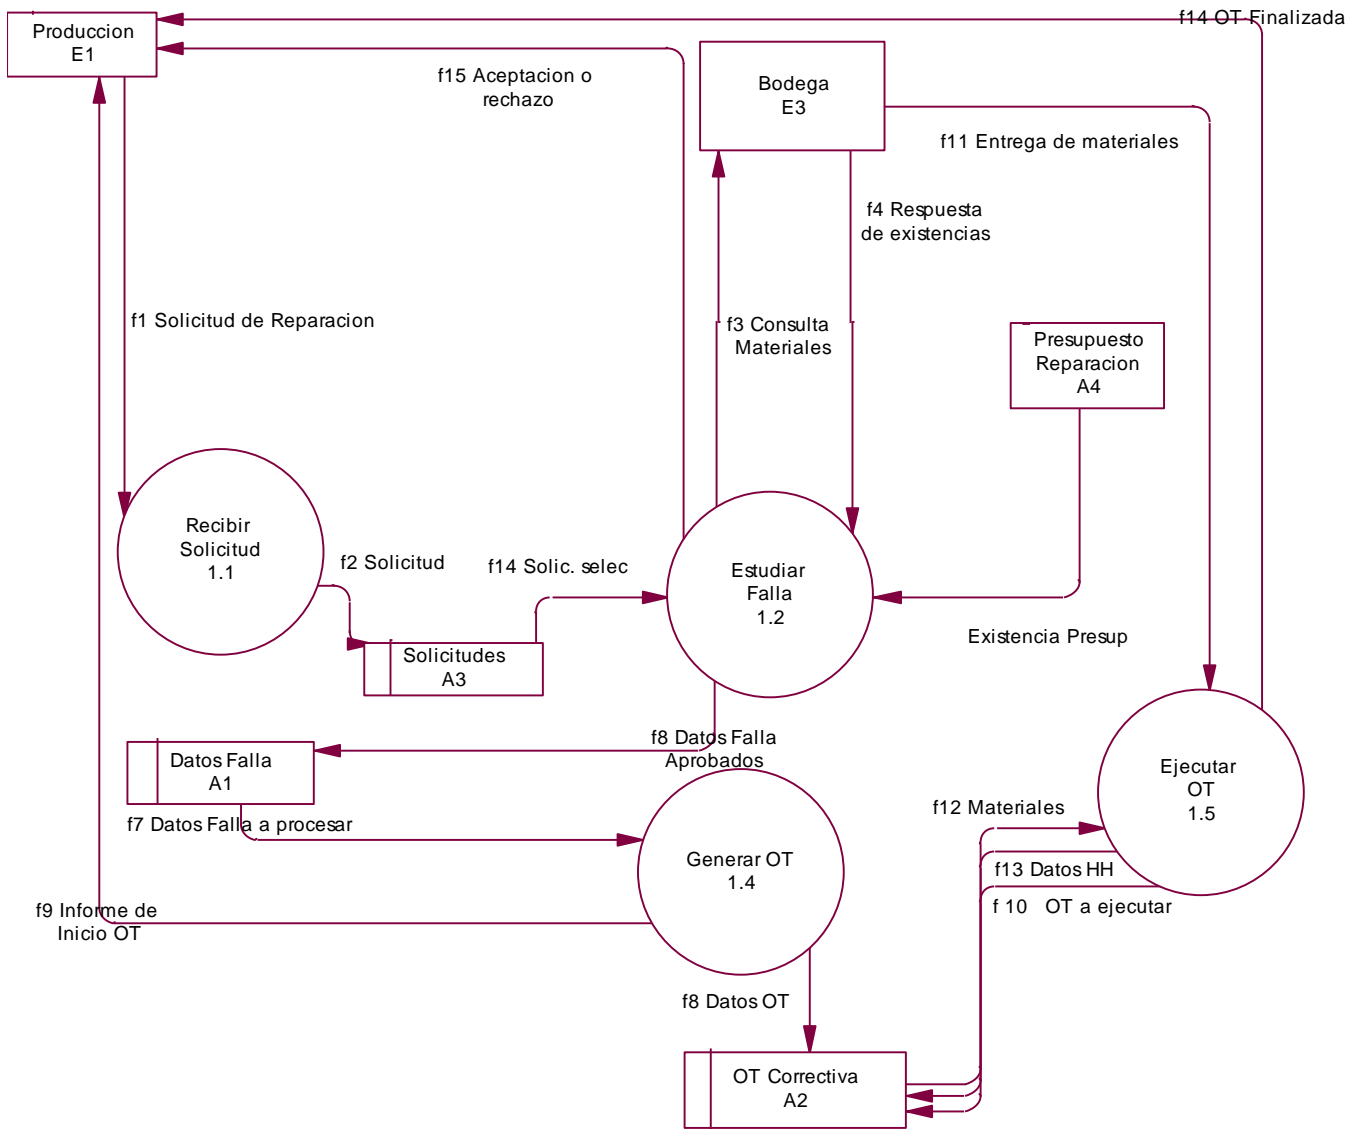 f14 OT Finalizada
Produccion
E1
f15 Aceptacion o
rechazo
Bodega
E3
f11 Entrega de materiales
f4 Respuesta
de existencias
f1 Solicitud de Reparacion
f3 Consulta
Materiales
Presupuesto
Reparacion
A4
Recibir
Solicitud
1.1
f2 Solicitud
f14 Solic. selec
Estudiar
Falla
1.2
Existencia Presup
Solicitudes
A3
f8 Datos Falla
Aprobados
Datos Falla
A1
f7 Datos Falla a procesar
Ejecutar
OT
1.5
f12 Materiales
Generar OT
1.4
f13 Datos HH
f 10 OT a ejecutar
f9 Informe de
Inicio OT
f8 Datos OT
OT Correctiva
A2